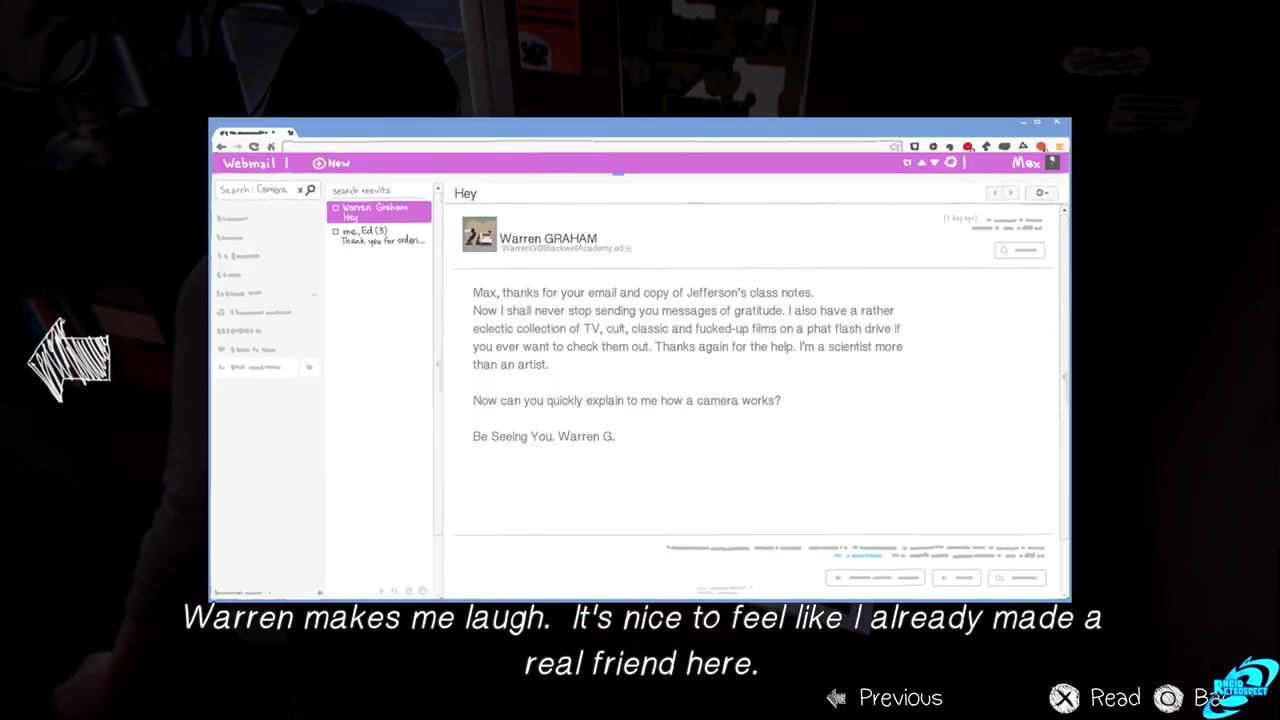 Webmail |
New
Max
Search: Camera
x
search results
Warren Graham
Hey
me, Ed (3)
Thank you for orderi...
Hey
Warren GRAHAM
WarrenG@BlackwellAcademy.ed
(1 day ago)
Max, thanks for your email and copy of Jefferson's class notes.
Now I shall never stop sending you messages of gratitude. I also have a rather
eclectic collection of TV, cult, classic and fucked-up films on a phat flash drive if
you ever want to check them out. Thanks again for the help. I'm a scientist more
than an artist.
Now can you quickly explain to me how a camera works?
Be Seeing You. Warren G.
Warren makes me laugh. It's nice to feel like I already made a
real friend here.
Previous
Read
RETROSPECT